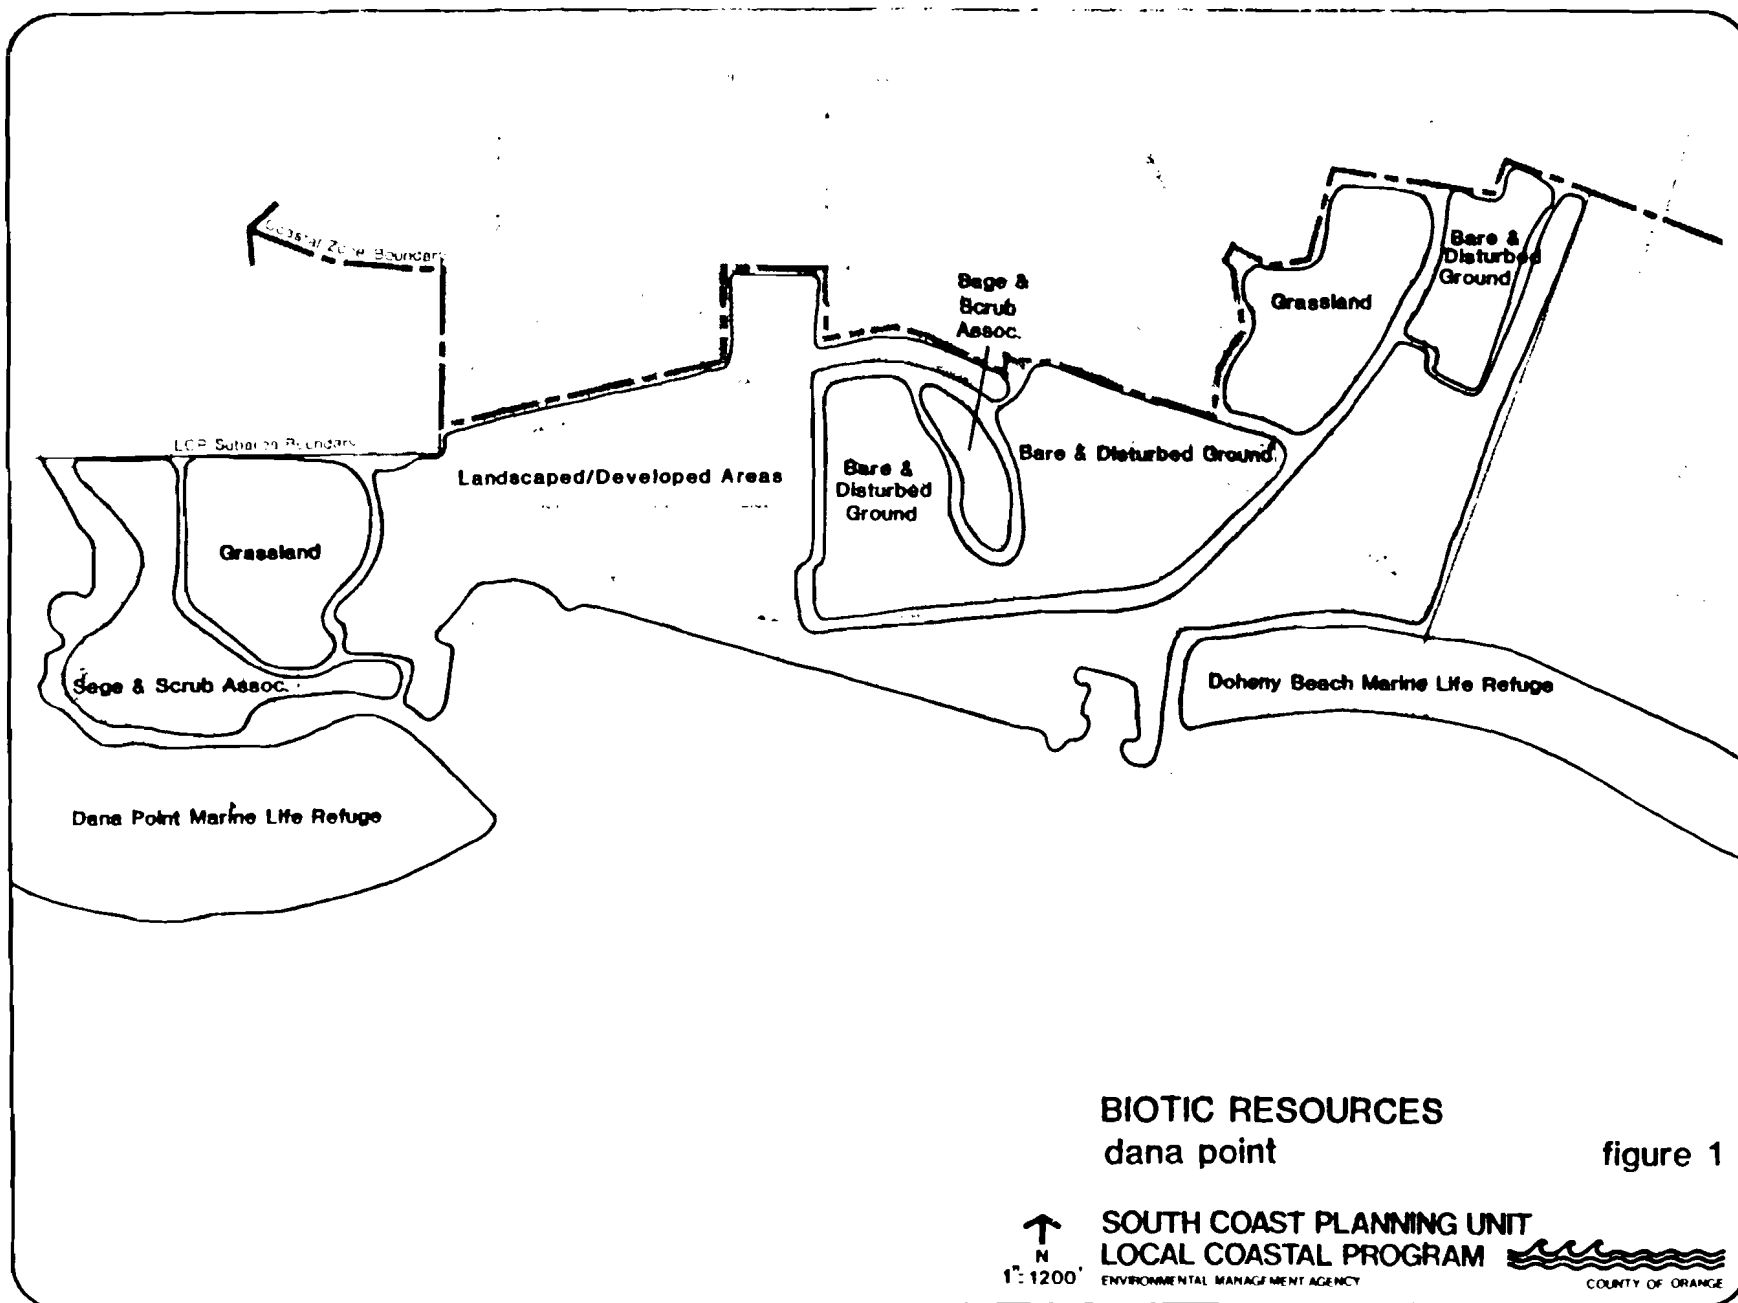 Coastal Zone Boundary
Sage &
Scrub
Assoc.
Bare &
Disturbed
Ground
Grassland
LCP Subarea Boundary
Landscaped/Developed Areas
Bare &
Disturbed
Ground
Bare & Disturbed Ground
Grassland
Sage & Scrub Assoc.
Doheny Beach Marine Life Refuge
Dana Point Marine Life Refuge
BIOTIC RESOURCES
dana point
figure 1
N
1"=1200'
SOUTH COAST PLANNING UNIT
LOCAL COASTAL PROGRAM
ENVIRONMENTAL MANAGEMENT AGENCY
COUNTY OF ORANGE